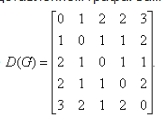 D(G) =
0 1 2 2 3
1 0 1 1 2
2 1 0 1 1
2 1 1 0 2
3 2 1 2 0